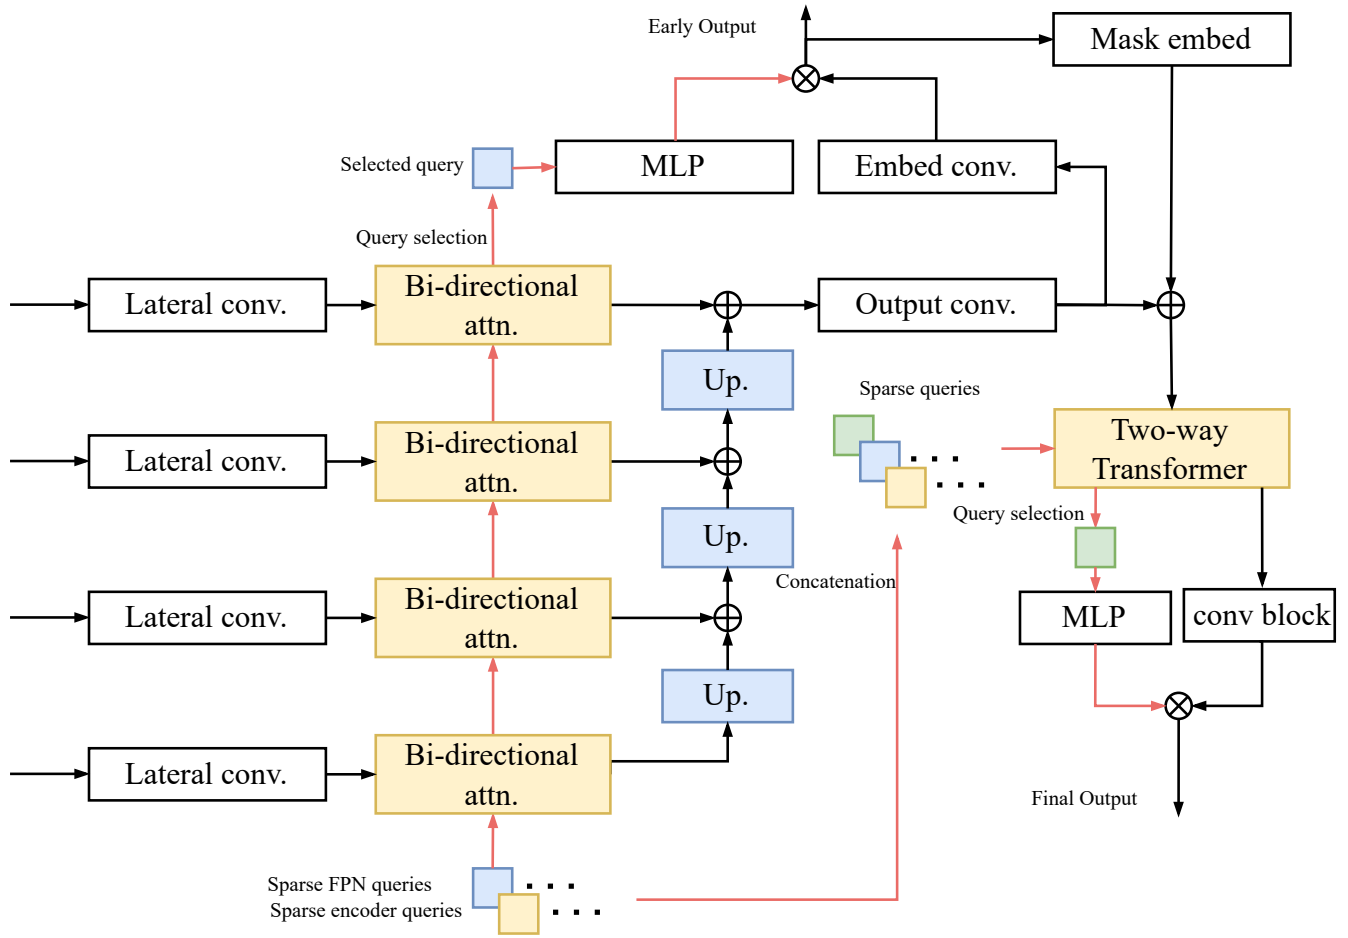 Early Output
Mask embed
Selected query
MLP
Embed conv.
Query selection
Lateral conv.
Bi-directional
attn.
Output conv.
Up.
Sparse queries
Lateral conv.
Bi-directional
attn.
Two-way
Transformer
Query selection
Up.
Concatenation
Lateral conv.
Bi-directional
attn.
MLP
conv block
Up.
Lateral conv.
Bi-directional
attn.
Final Output
Sparse FPN queries
Sparse encoder queries